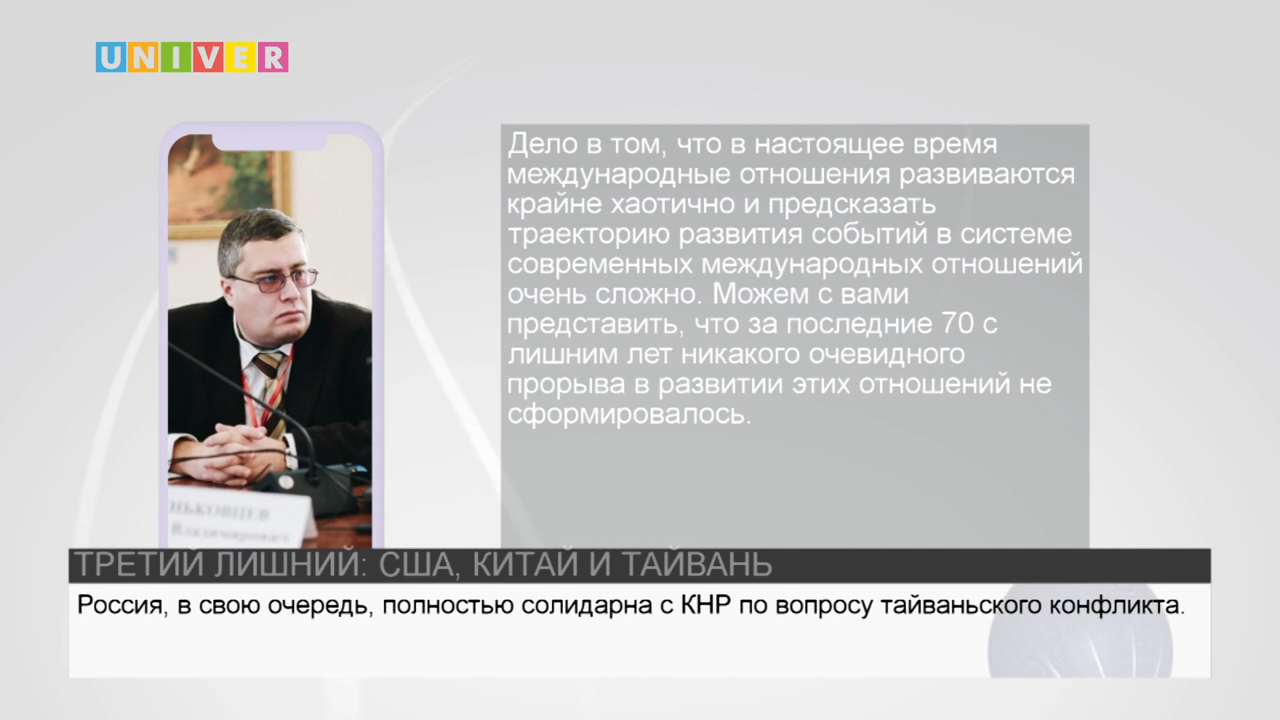 UNIVER
Дело в том, что в настоящее время
международные отношения развиваются
крайне хаотично и предсказать
траекторию развития событий в системе
современных международных отношений
очень сложно. Можем с вами
представить, что за последние 70 с
лишним лет никакого очевидного
прорыва в развитии этих отношений не
сформировалось.
НЬКОВЦЕВ
Владимирович
ТРЕТИЙ ЛИШНИЙ: США, КИТАЙ И ТАЙВАНЬ
Россия, в свою очередь, полностью солидарна с КНР по вопросу тайваньского конфликта.